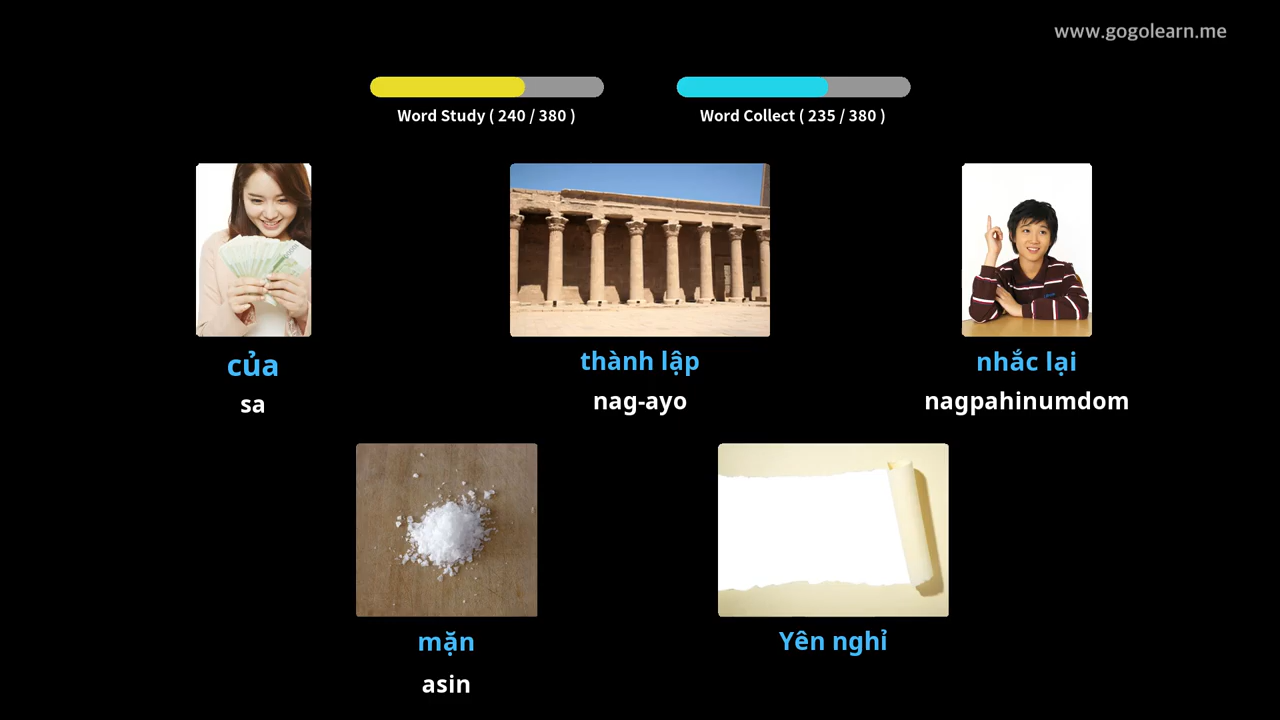 www.gogolearn.me
Word Study ( 240 / 380 )
Word Collect ( 235 / 380 )
của
sa
thành lập
nag-ayo
nhắc lại
nagpahinumdom
mặn
asin
Yên nghỉ